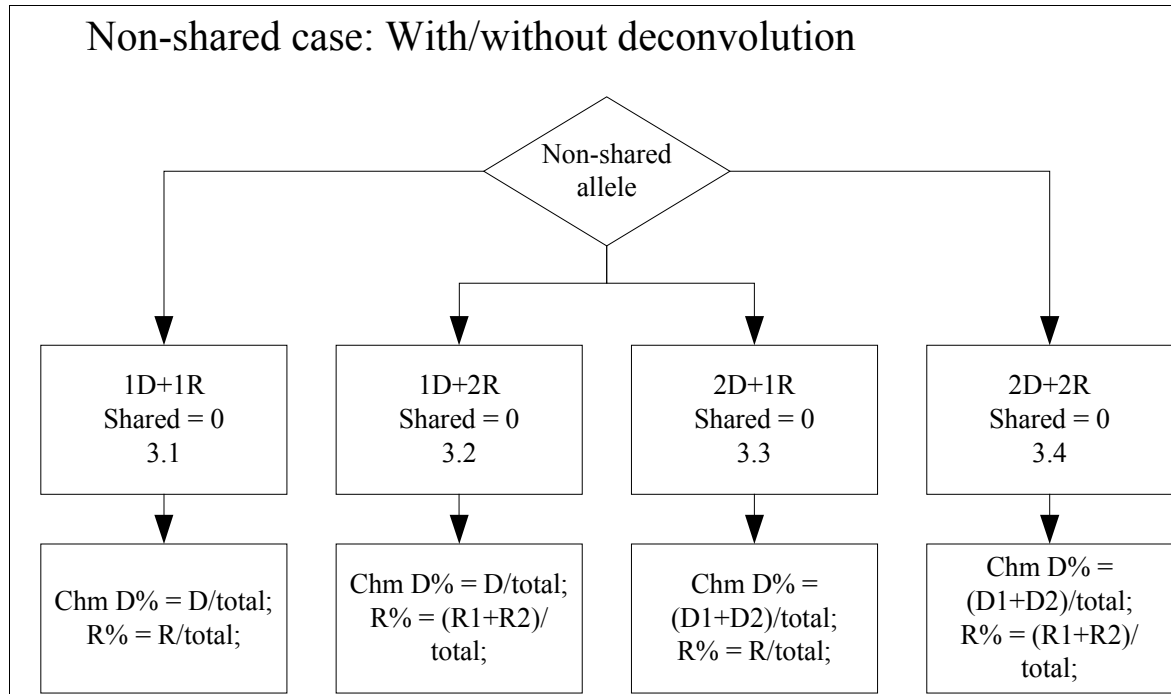 Non-shared case: With/without deconvolution
Non-shared
allele
1D+1R
Shared = 0
3.1
1D+2R
Shared = 0
3.2
2D+1R
Shared = 0
3.3
2D+2R
Shared = 0
3.4
Chm D% = D/total;
R% = R/total;
Chm D% = D/total;
R% = (R1+R2)/
total;
Chm D% =
(D1+D2)/total;
R% = R/total;
Chm D% =
(D1+D2)/total;
R% = (R1+R2)/
total;